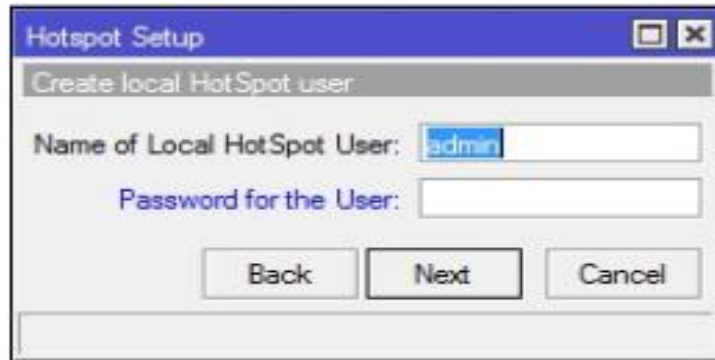 Hotspot Setup
Create local HotSpot user
Name of Local HotSpot User: admin
Password for the User:
Back Next Cancel